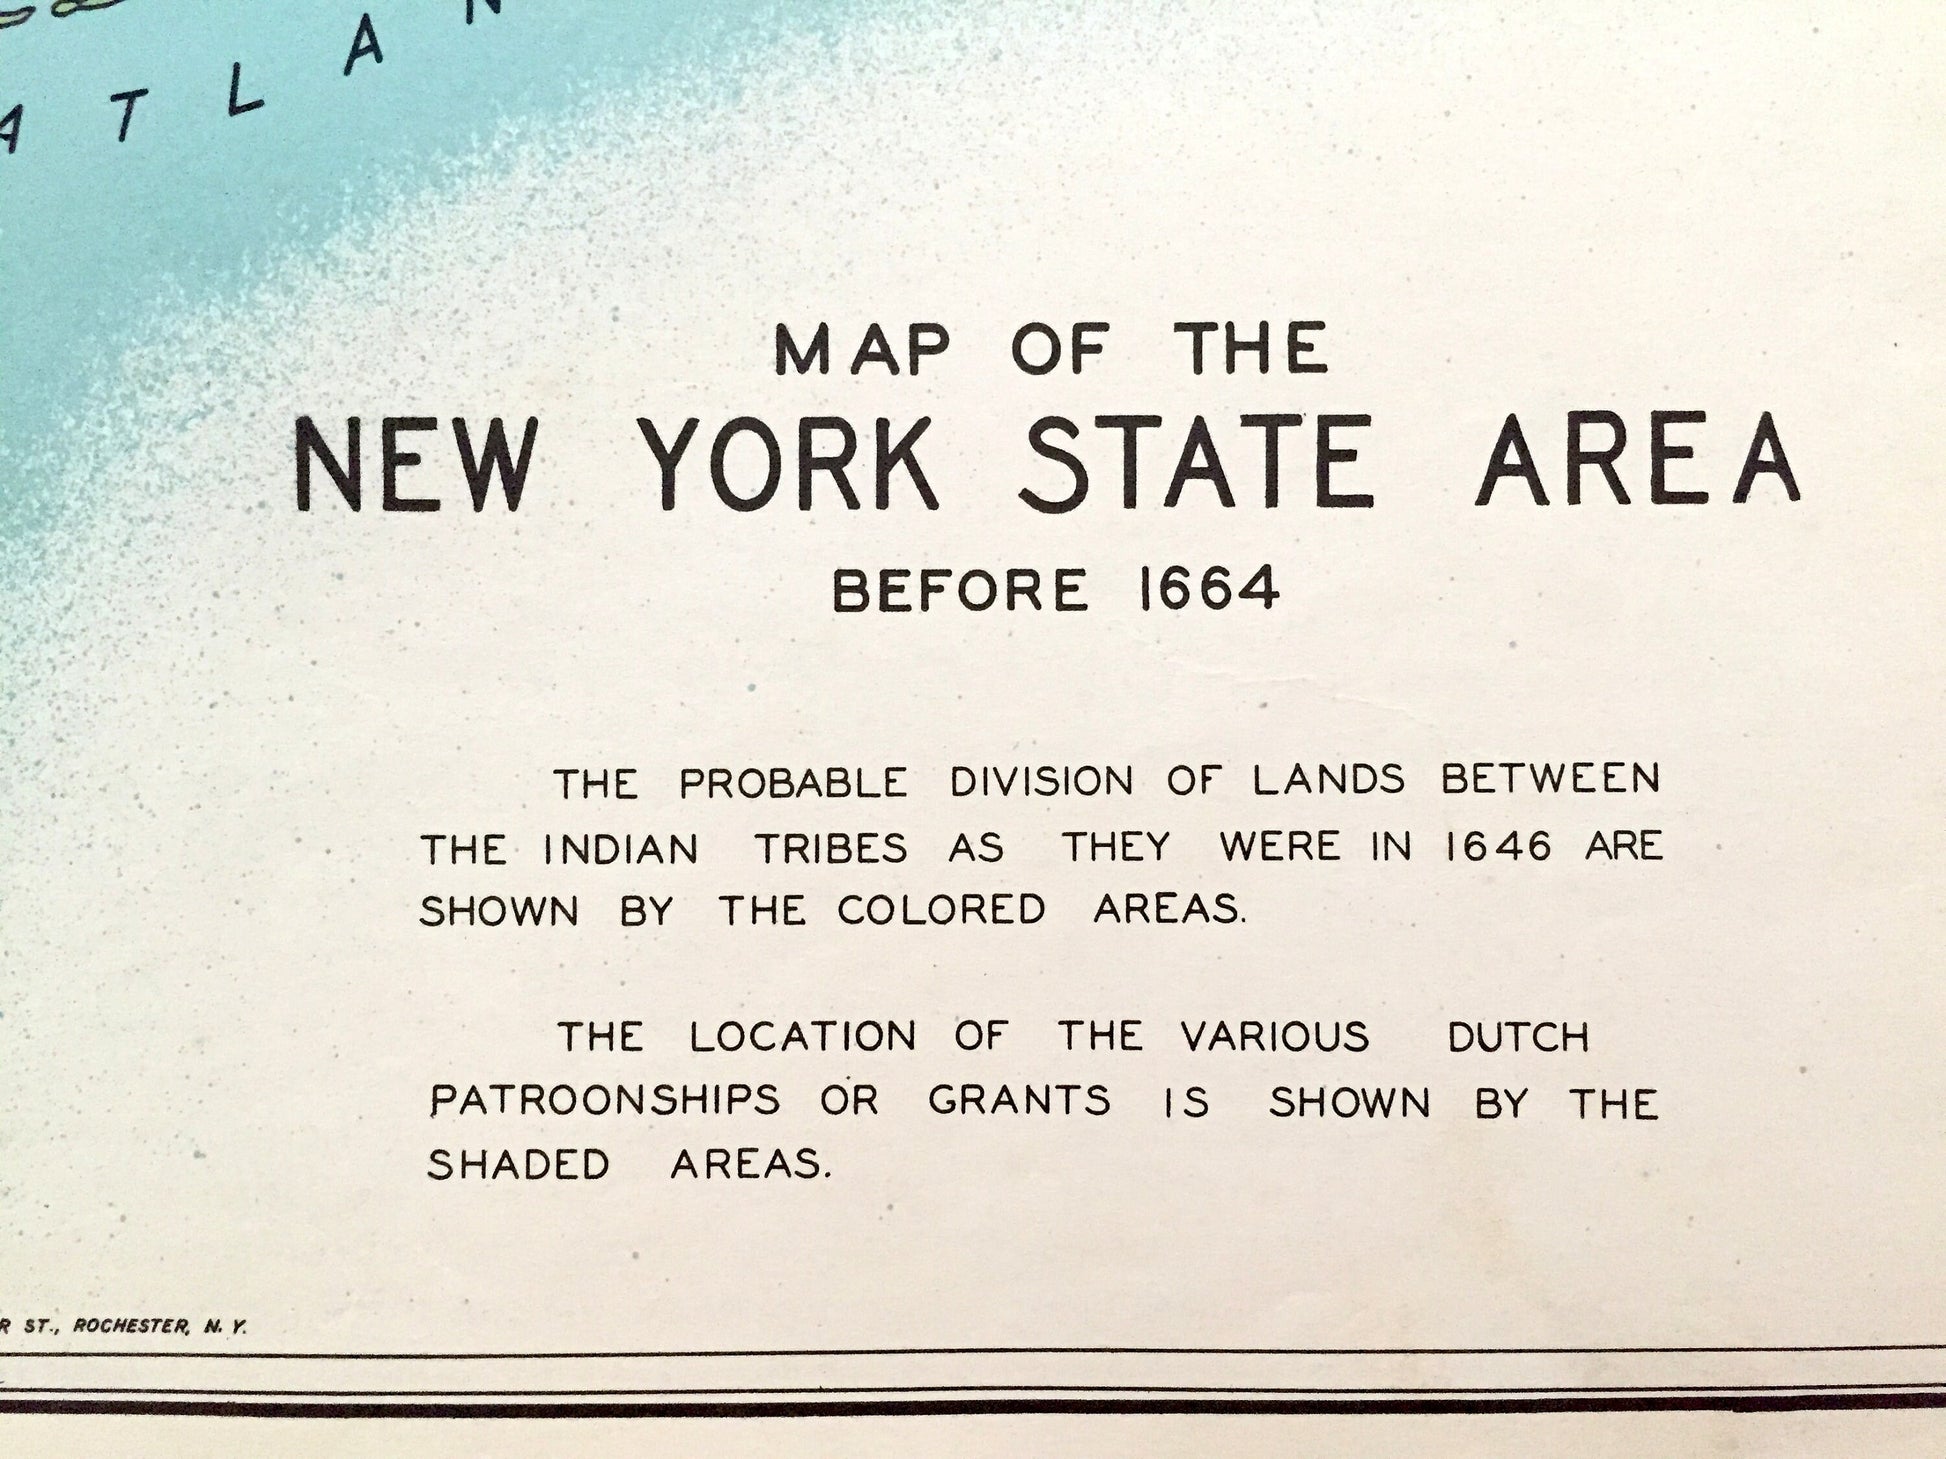 ATLAN
MAP OF THE
NEW YORK STATE AREA
BEFORE 1664
THE PROBABLE DIVISION OF LANDS BETWEEN
THE INDIAN TRIBES AS THEY WERE IN 1646 ARE
SHOWN BY THE COLORED AREAS.
THE LOCATION OF THE VARIOUS DUTCH
PATROONSHIPS OR GRANTS IS SHOWN BY THE
SHADED AREAS.
ST., ROCHESTER, N. Y.